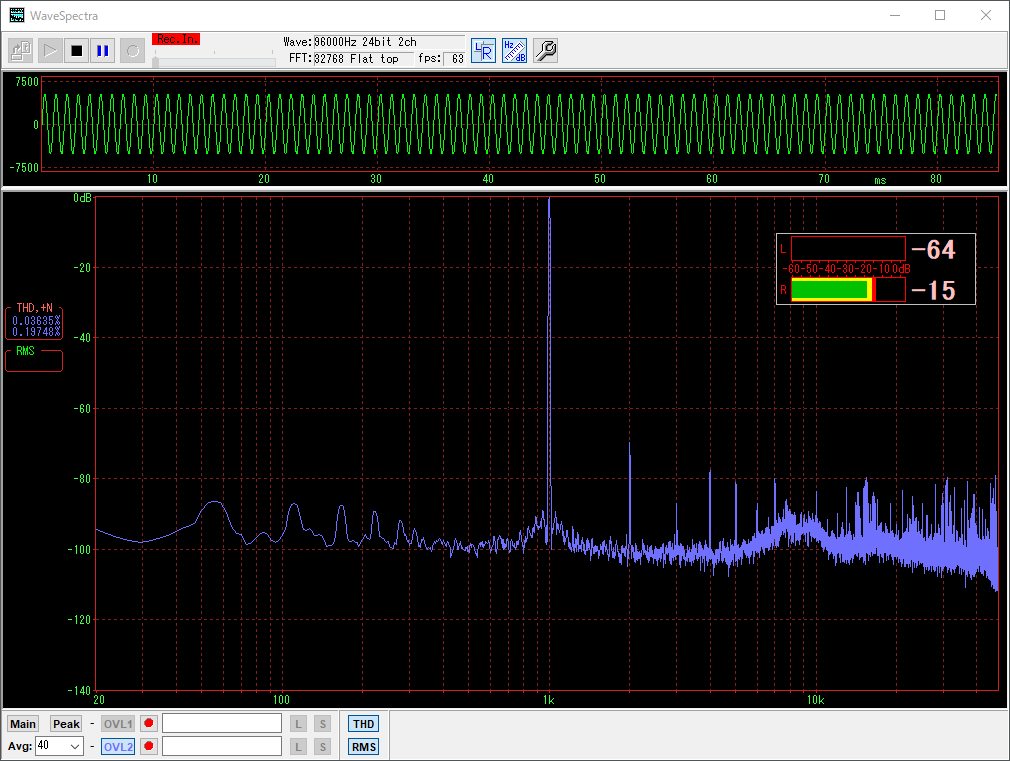 WaveSpectra
Rec.In.
Wave:96000Hz 24bit 2ch
FFT:32768 Flat top fps: 63
L R
Hz dB
7500
0
-7500
10 20 30 40 50 60 70 ms 80
0dB
-20
-40
-60
-80
-100
-120
-140
L -64
-60-50-40-30-20-10 0dB
R -15
THD,+N
0.03635%
0.19748%
RMS
20 100 1k 10k
Main Peak - OVL1 L S THD
Avg: 40 - OVL2 L S RMS